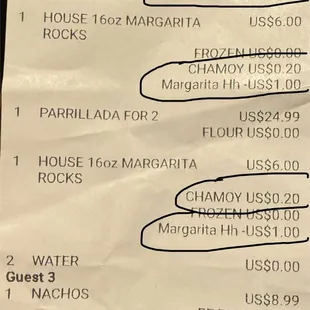 1 HOUSE 16oz MARGARITA US$6.00
ROCKS
FROZEN US$0.00
CHAMOY US$0.20
Margarita Hh -US$1.00
1 PARRILLADA FOR 2 US$24.99
FLOUR US$0.00
1 HOUSE 16oz MARGARITA US$6.00
ROCKS
CHAMOY US$0.20
FROZEN US$0.00
Margarita Hh -US$1.00
2 WATER US$0.00
Guest 3
1 NACHOS US$8.99